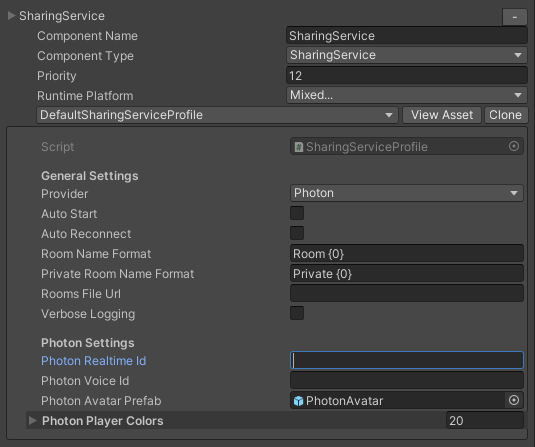 SharingService -
Component Name SharingService
Component Type SharingService
Priority 12
Runtime Platform Mixed...
DefaultSharingServiceProfile View Asset Clone
Script # SharingServiceProfile
General Settings
Provider Photon
Auto Start
Auto Reconnect
Room Name Format Room {0}
Private Room Name Format Private {0}
Rooms File Url
Verbose Logging
Photon Settings
Photon Realtime Id
Photon Voice Id
Photon Avatar Prefab PhotonAvatar
Photon Player Colors 20